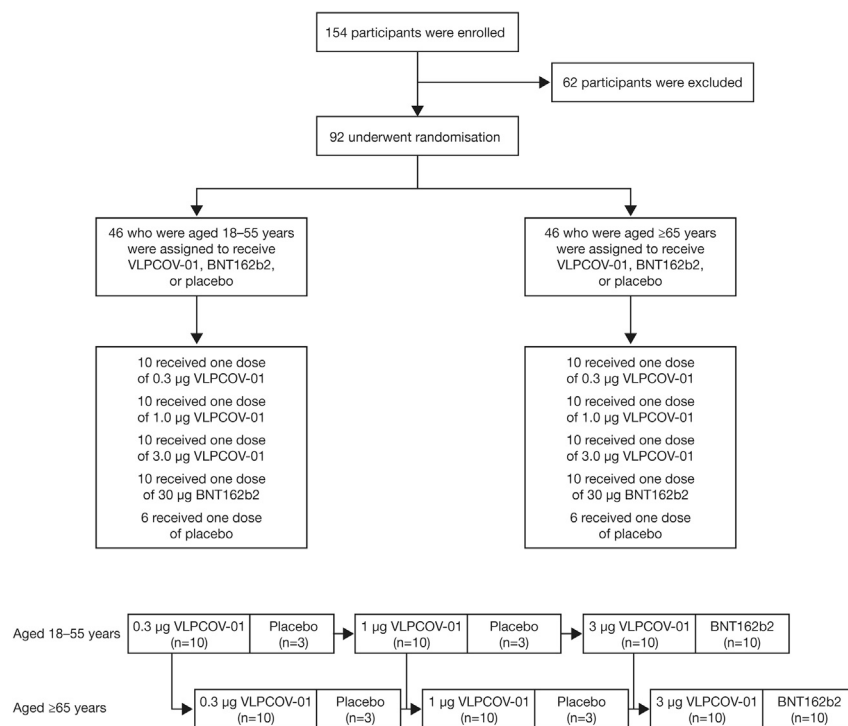 154 participants were enrolled
62 participants were excluded
92 underwent randomisation
46 who were aged 18–55 years
were assigned to receive
VLPCOV-01, BNT162b2,
or placebo
46 who were aged ≥65 years
were assigned to receive
VLPCOV-01, BNT162b2,
or placebo
10 received one dose
of 0.3 µg VLPCOV-01
10 received one dose
of 1.0 µg VLPCOV-01
10 received one dose
of 3.0 µg VLPCOV-01
10 received one dose
of 30 µg BNT162b2
6 received one dose
of placebo
10 received one dose
of 0.3 µg VLPCOV-01
10 received one dose
of 1.0 µg VLPCOV-01
10 received one dose
of 3.0 µg VLPCOV-01
10 received one dose
of 30 µg BNT162b2
6 received one dose
of placebo
Aged 18–55 years
0.3 µg VLPCOV-01
(n=10)
Placebo
(n=3)
1 µg VLPCOV-01
(n=10)
Placebo
(n=3)
3 µg VLPCOV-01
(n=10)
BNT162b2
(n=10)
Aged ≥65 years
0.3 µg VLPCOV-01
(n=10)
Placebo
(n=3)
1 µg VLPCOV-01
(n=10)
Placebo
(n=3)
3 µg VLPCOV-01
(n=10)
BNT162b2
(n=10)